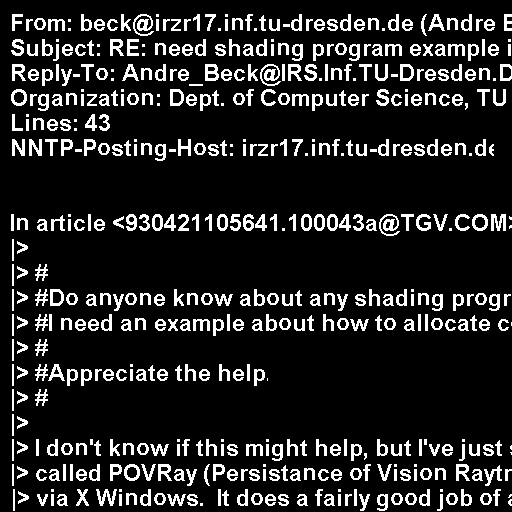 From: beck@irzr17.inf.tu-dresden.de (Andre
Subject: RE: need shading program example
Reply-To: Andre_Beck@IRS.Inf.TU-Dresden.D
Organization: Dept. of Computer Science, TU
Lines: 43
NNTP-Posting-Host: irzr17.inf.tu-dresden.de
In article <930421105641.100043a@TGV.COM>
|>
|> #
|> #Do anyone know about any shading progr
|> #I need an example about how to allocate
|> #
|> #Appreciate the help.
|> #
|>
|> I don't know if this might help, but I've just
|> called POVRay (Persistance of Vision Raytr
|> via X Windows.  It does a fairly good job of